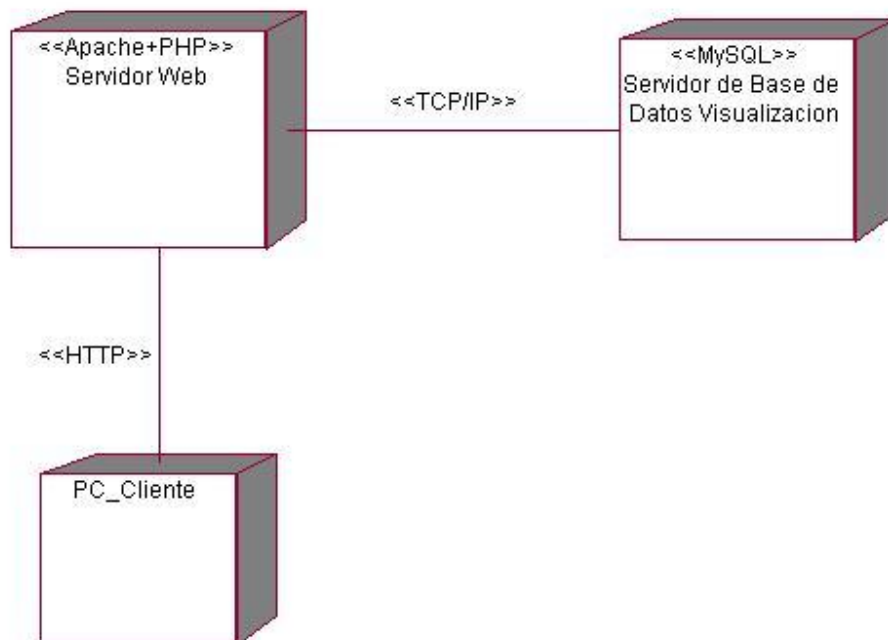 <<Apache+PHP>>
Servidor Web
<<TCP/IP>>
<<MySQL>>
Servidor de Base de
Datos Visualizacion
<<HTTP>>
PC_Cliente